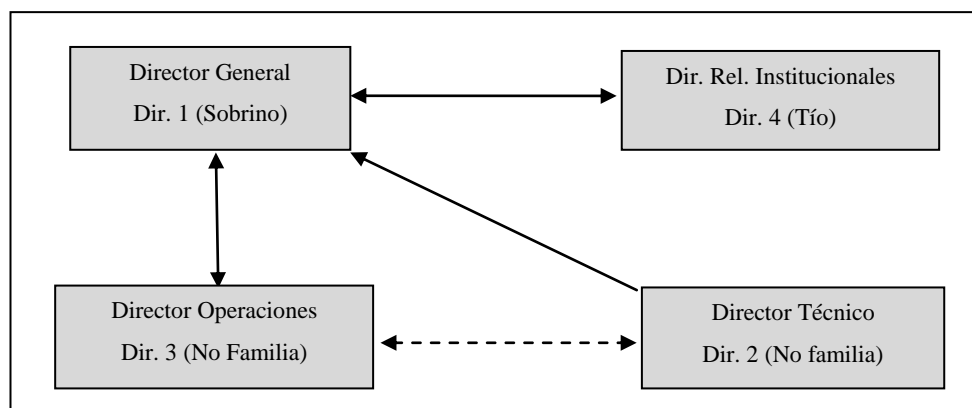 Director General
Dir. 1 (Sobrino)
Dir. Rel. Institucionales
Dir. 4 (Tío)
Director Operaciones
Dir. 3 (No Familia)
Director Técnico
Dir. 2 (No familia)